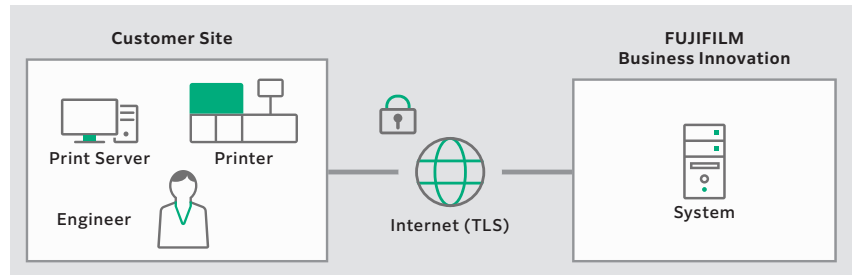 Customer Site
FUJIFILM
Business Innovation
Print Server
Printer
Engineer
Internet (TLS)
System